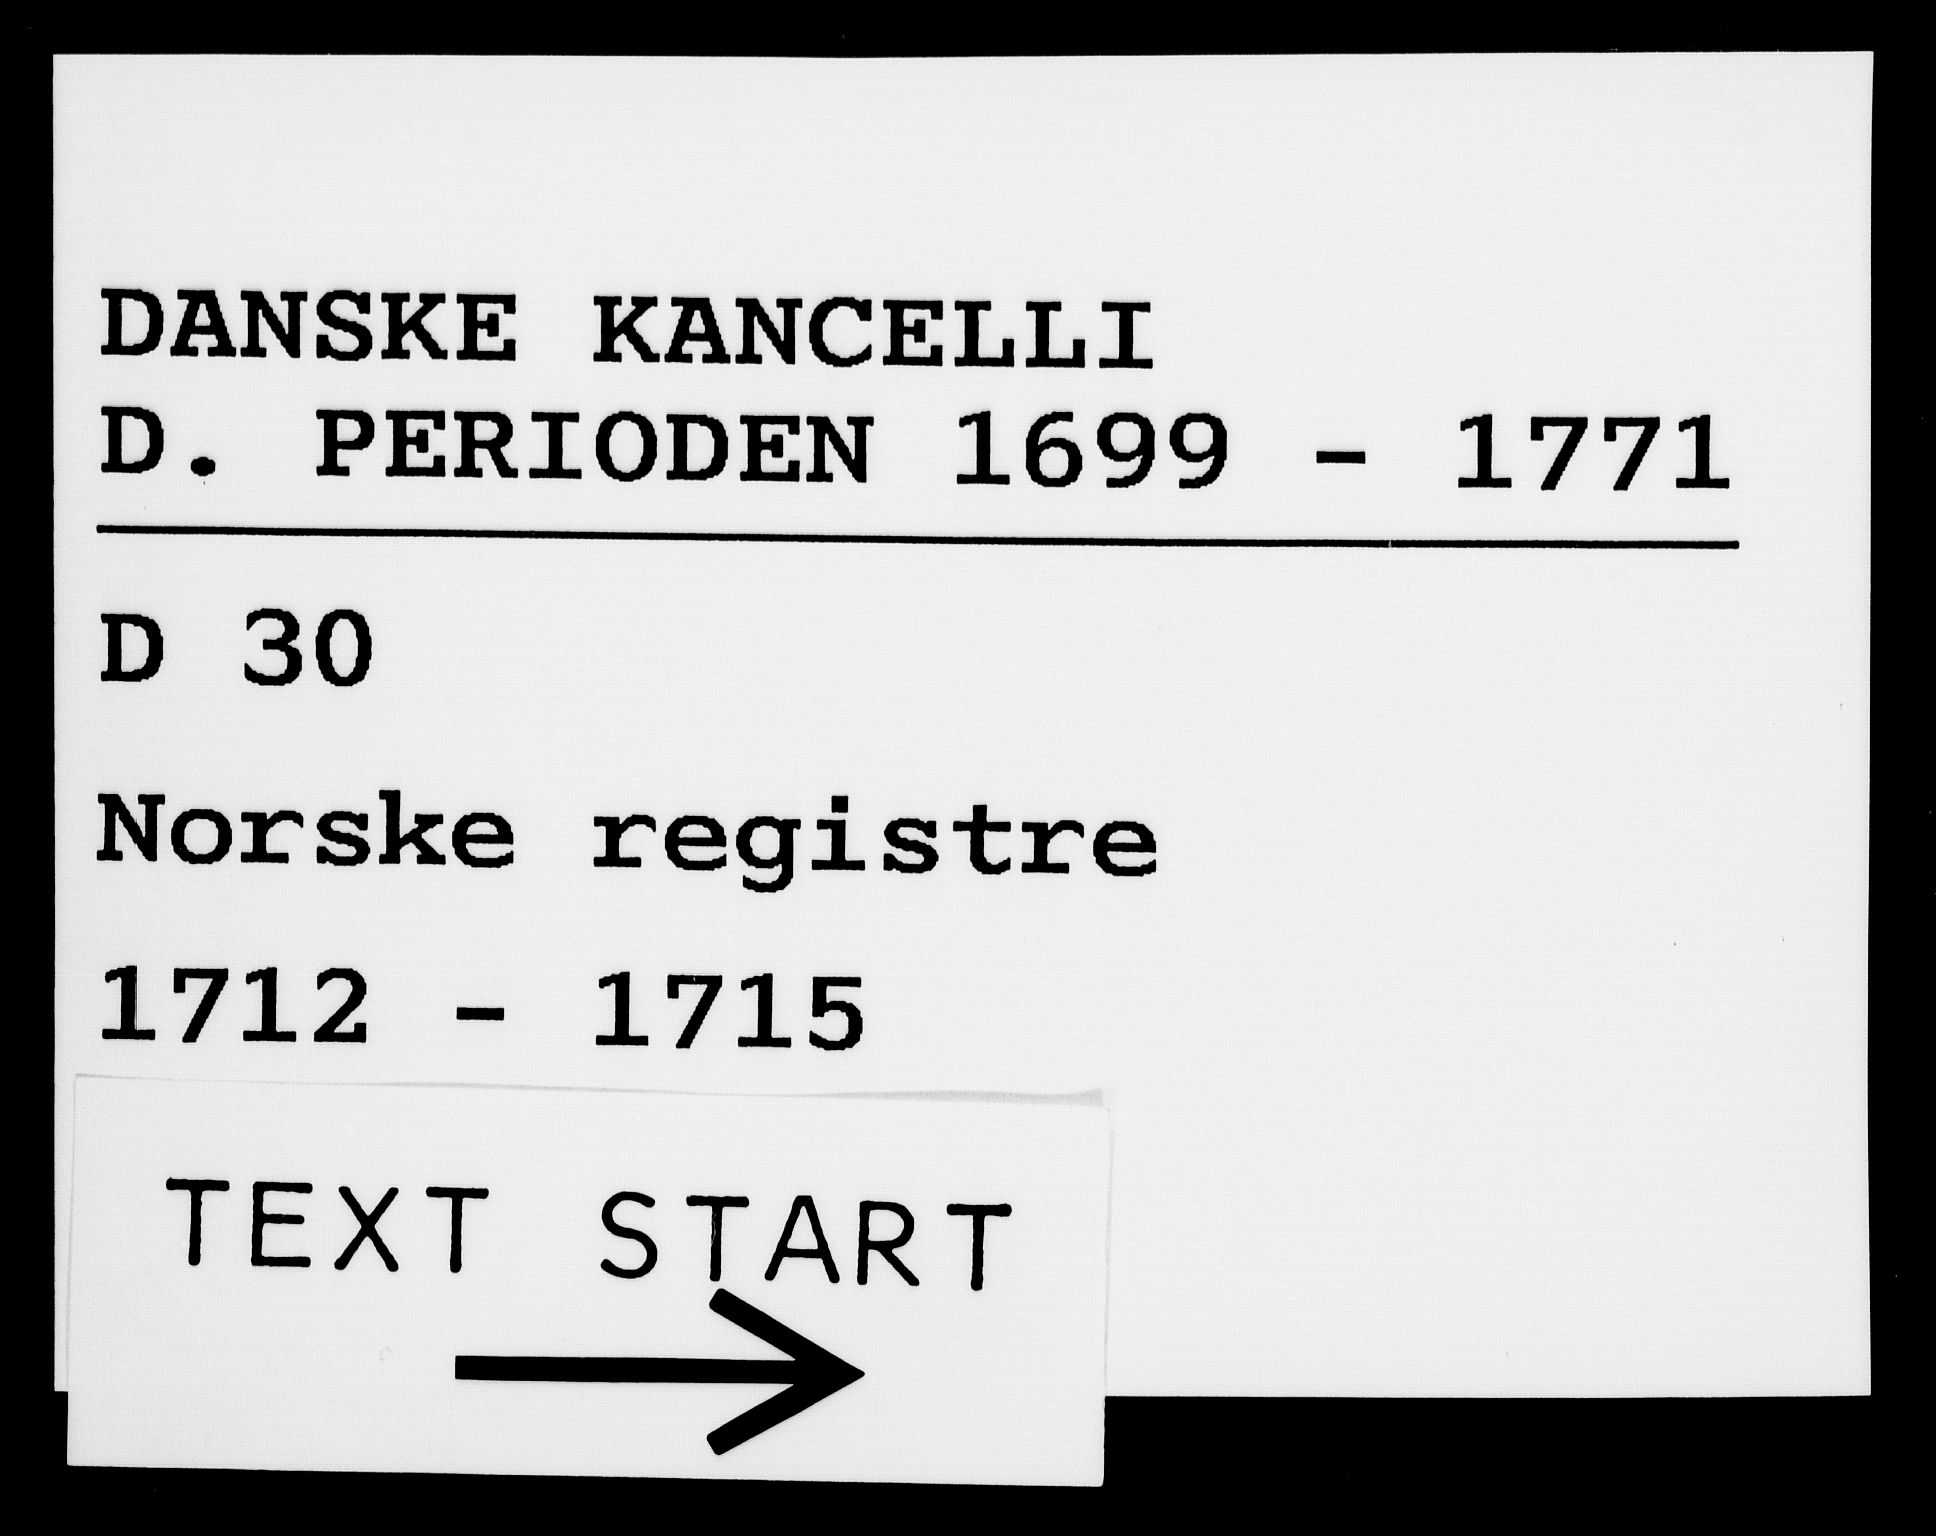 DANSKE KANCELLI
D. PERIODEN 1699 - 1771
D 30
Norske registre
1712 - 1715
TEXT START